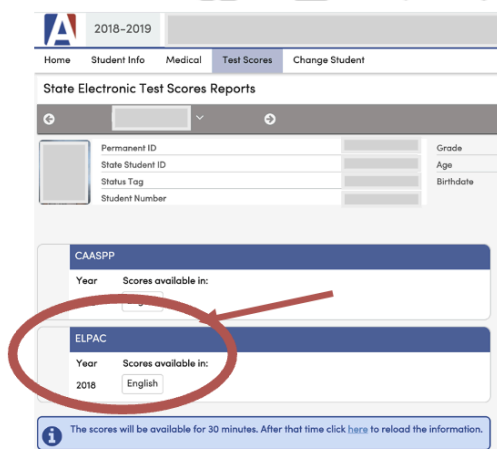 2018-2019
Home Student Info Medical Test Scores Change Student
State Electronic Test Scores Reports
Permanent ID Grade
State Student ID Age
Status Tag Birthdate
Student Number
CAASPP
Year Scores available in:
ELPAC
Year Scores available in:
2018 English
The scores will be available for 30 minutes. After that time click here to reload the information.